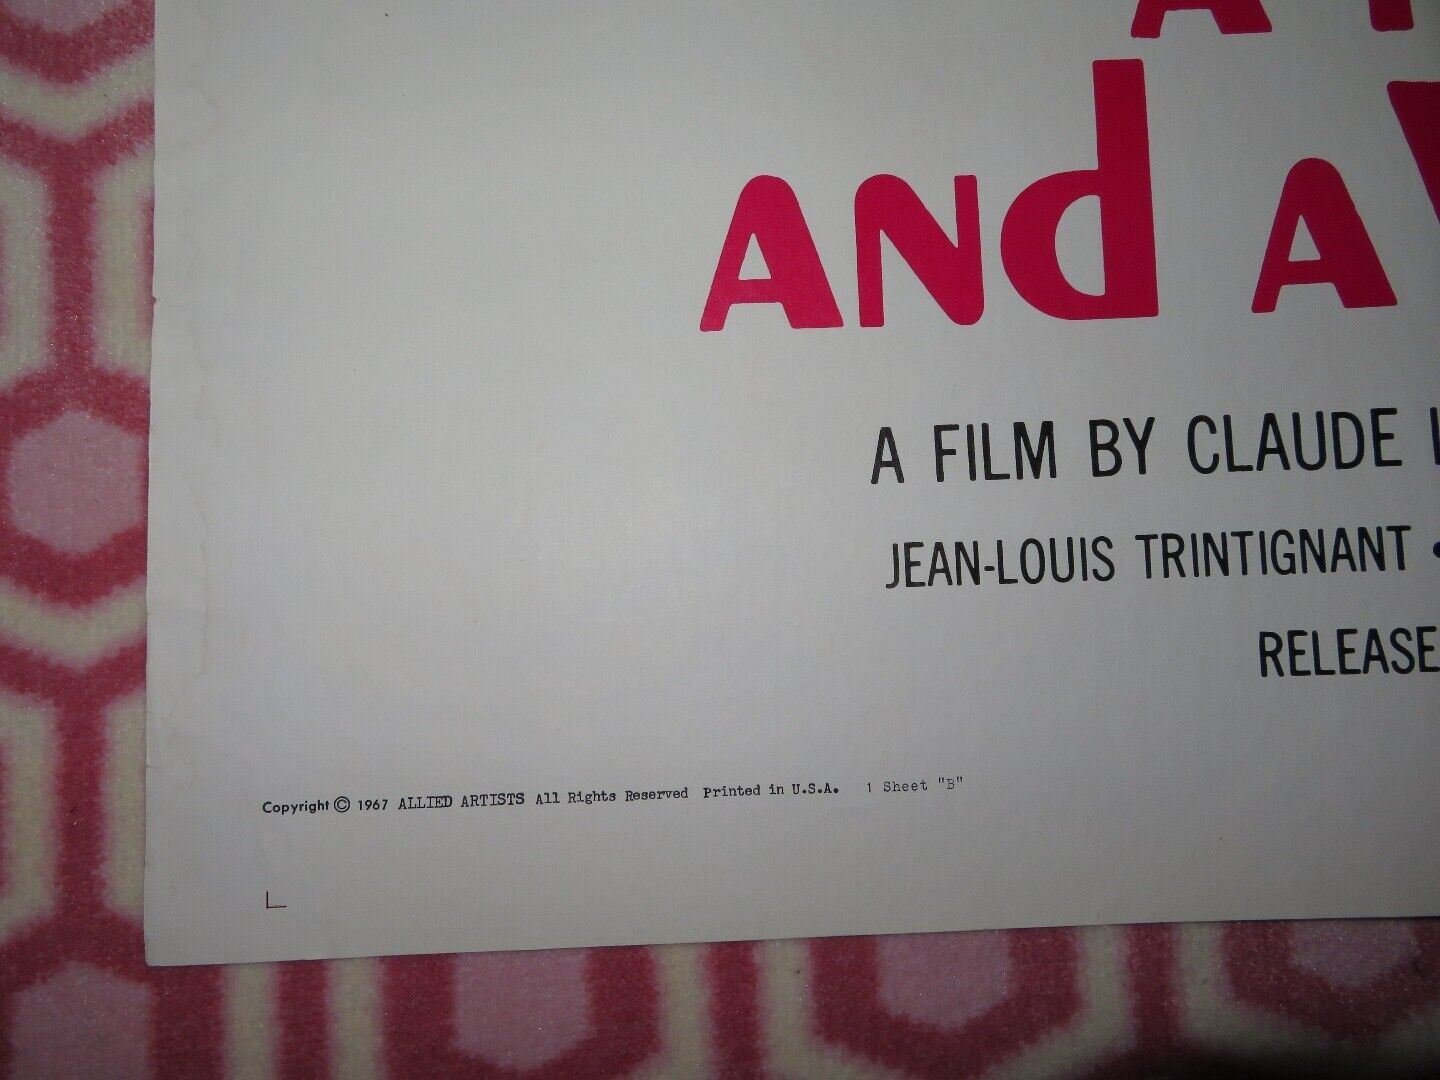 A
AND A
A FILM BY CLAUDE
JEAN-LOUIS TRINTIGNANT •
RELEASE
Copyright © 1967 ALLIED ARTISTS All Rights Reserved Printed in U.S.A. 1 Sheet "B"